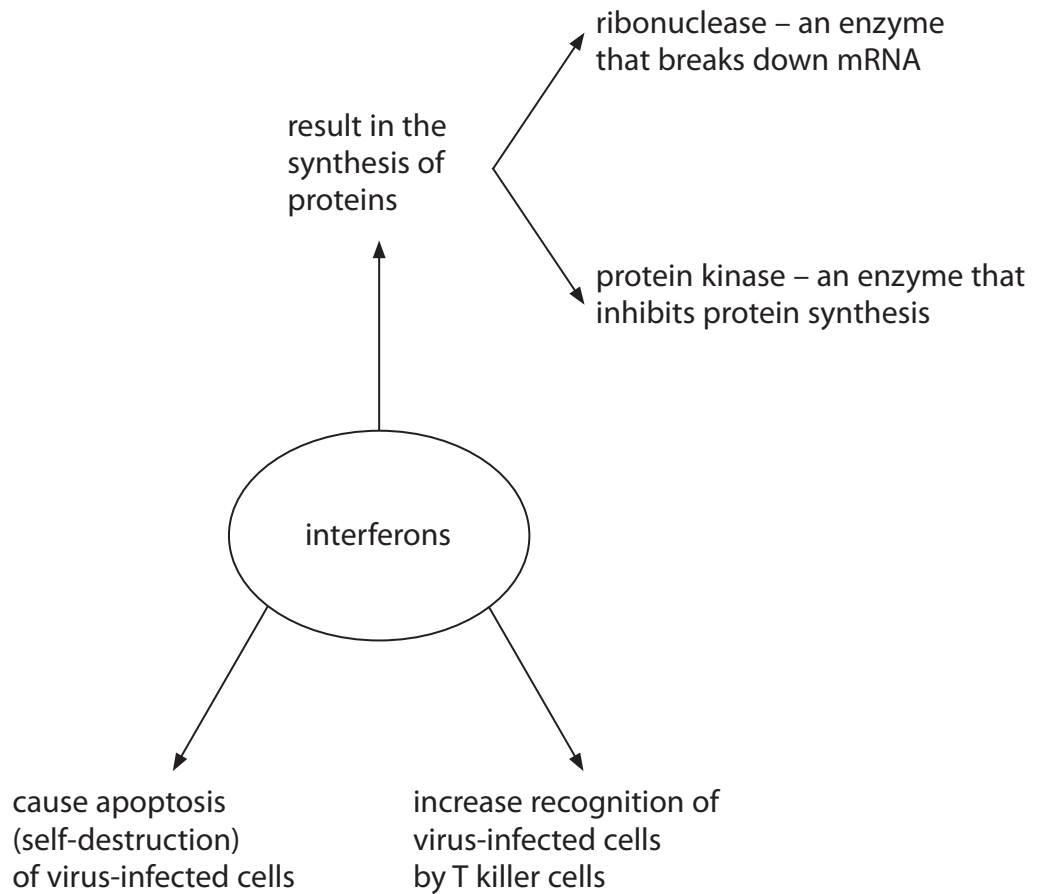 ribonuclease – an enzyme
that breaks down mRNA
result in the
synthesis of
proteins
protein kinase – an enzyme that
inhibits protein synthesis
interferons
cause apoptosis
(self-destruction)
of virus-infected cells
increase recognition of
virus-infected cells
by T killer cells